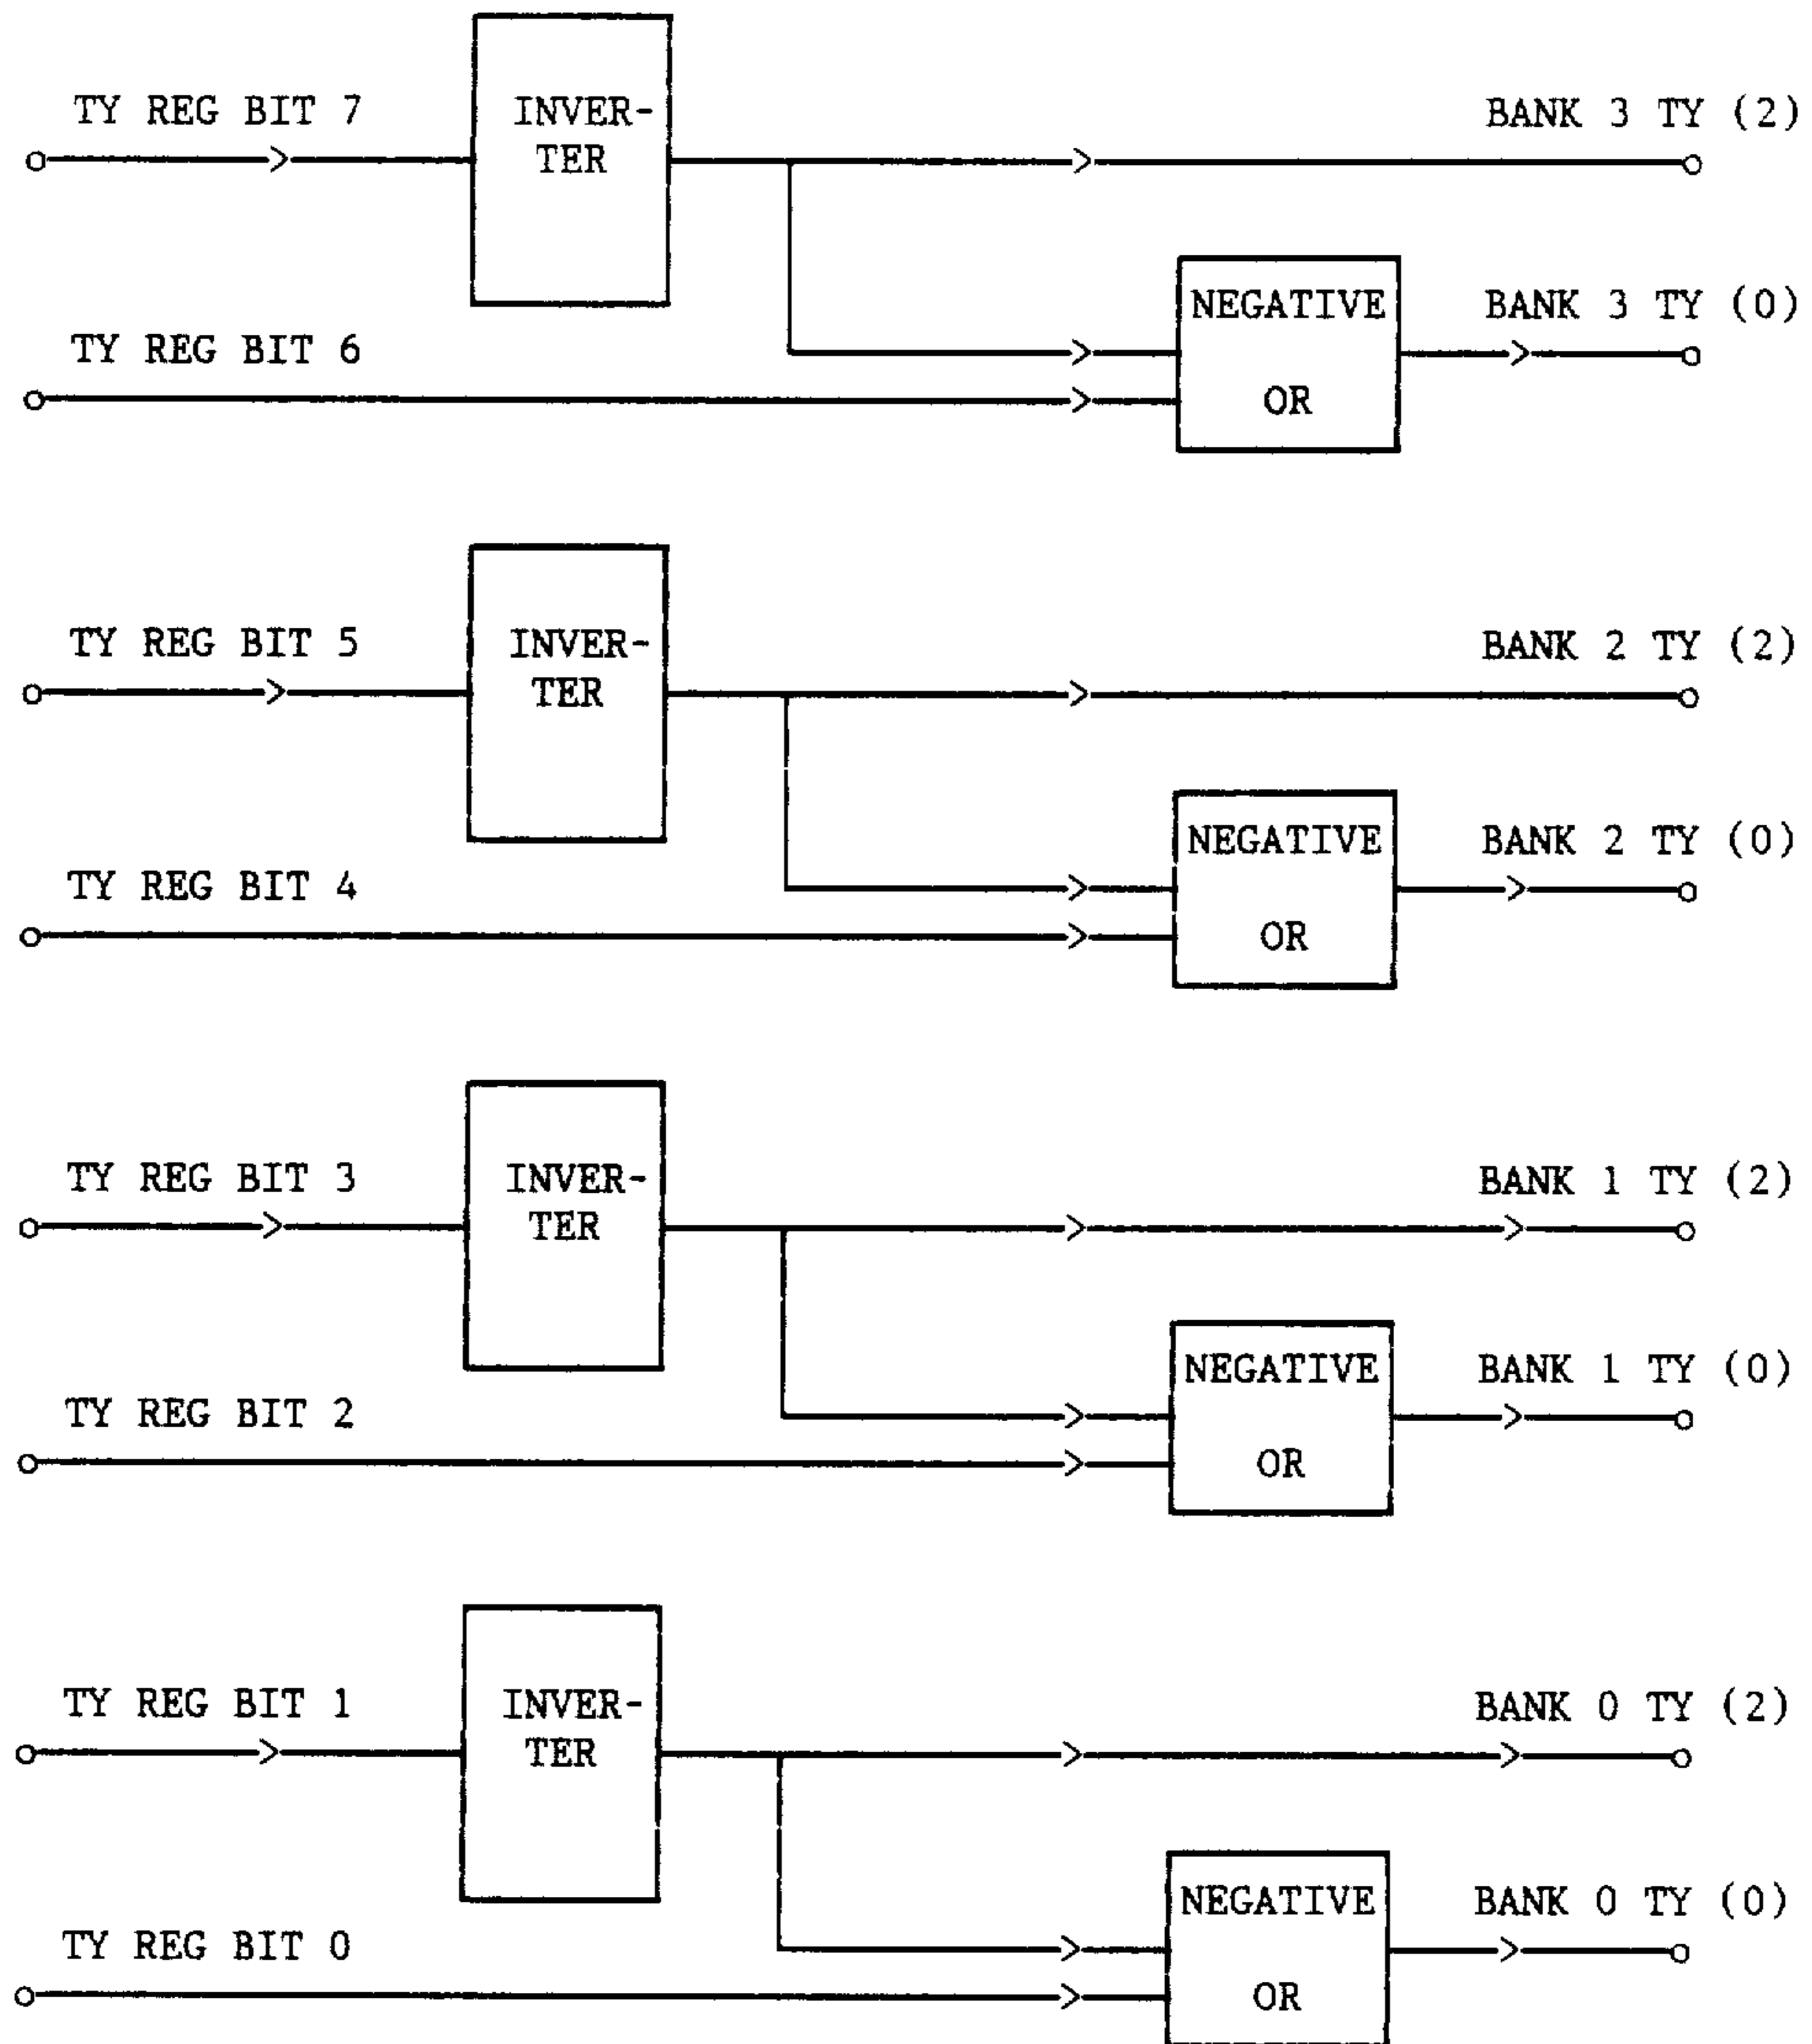 TY REG BIT 7
INVER-
TER
BANK 3 TY (2)
NEGATIVE
OR
BANK 3 TY (0)
TY REG BIT 6
TY REG BIT 5
INVER-
TER
BANK 2 TY (2)
NEGATIVE
OR
BANK 2 TY (0)
TY REG BIT 4
TY REG BIT 3
INVER-
TER
BANK 1 TY (2)
NEGATIVE
OR
BANK 1 TY (0)
TY REG BIT 2
TY REG BIT 1
INVER-
TER
BANK 0 TY (2)
NEGATIVE
OR
BANK 0 TY (0)
TY REG BIT 0